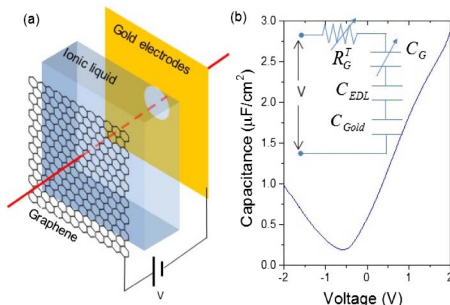 (a)
Gold electrodes
Ionic liquid
Graphene
V
(b)
Capacitance (μF/cm²)
3.0
2.5
2.0
1.5
1.0
0.5
0.0
-2
-1
0
1
2
Voltage (V)
V
R_G^T
C_G
C_EDL
C_Gold